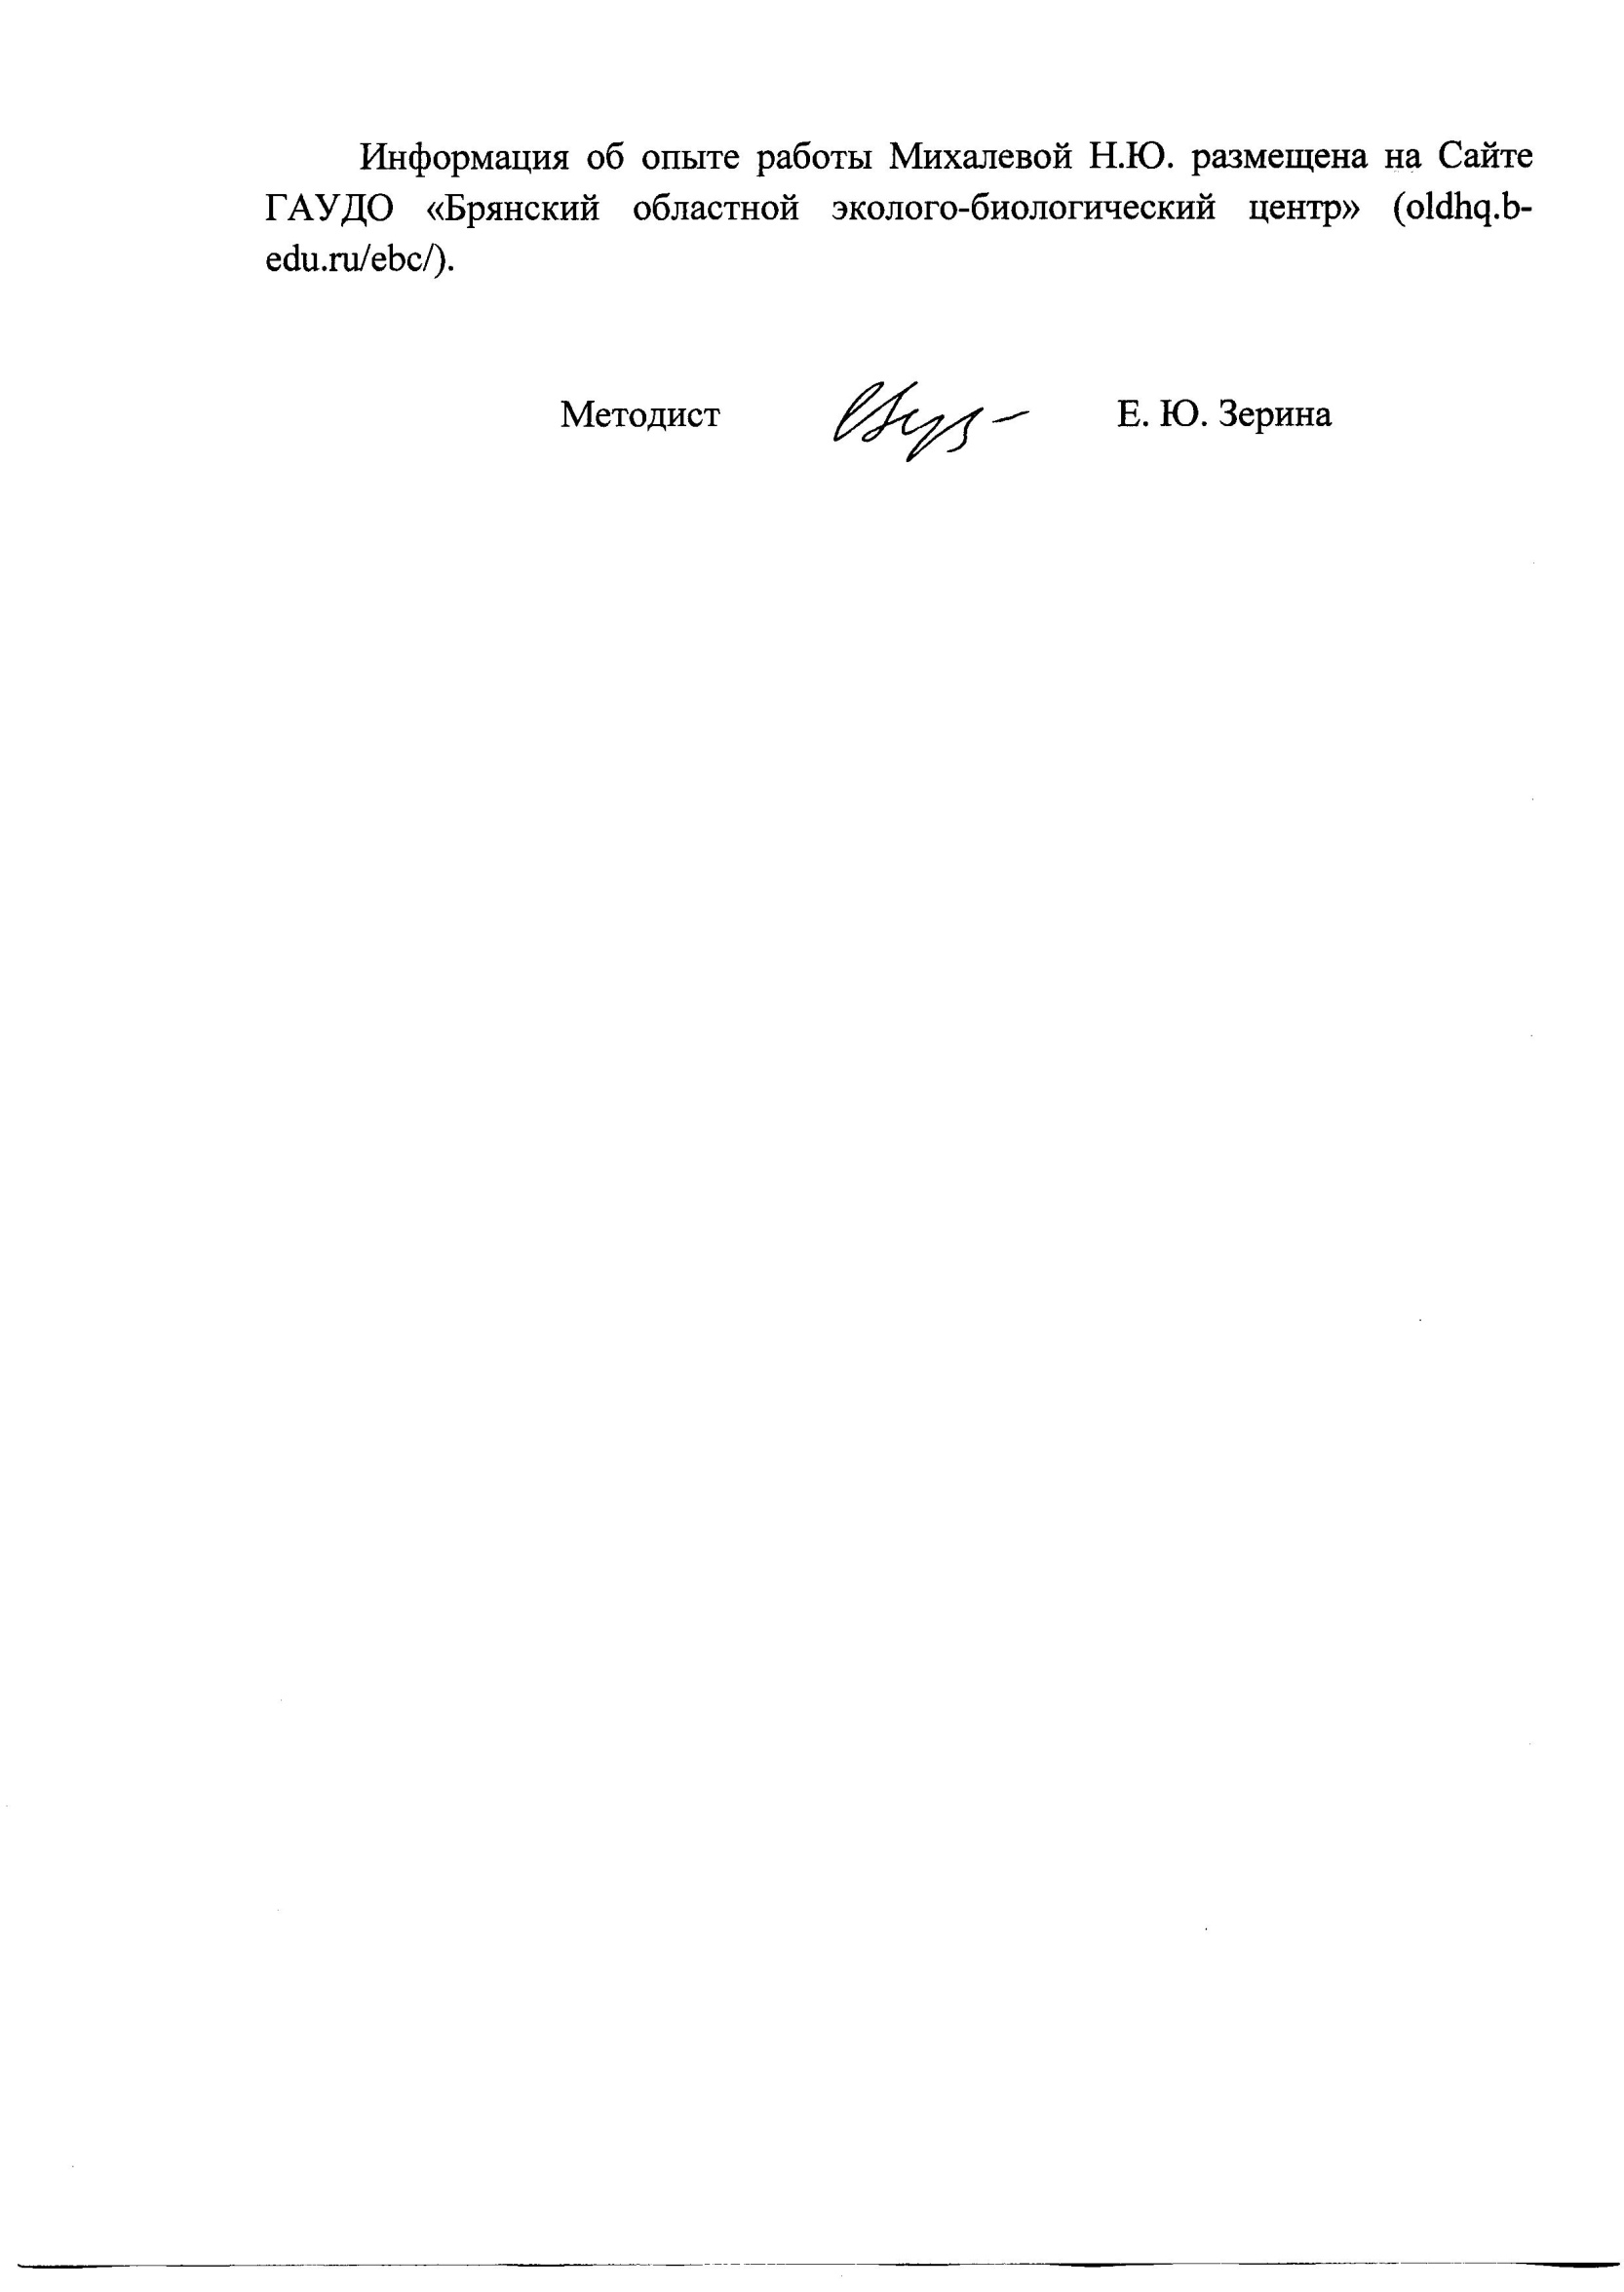 Информация об опыте работы Михалевой Н.Ю. размещена на Сайте
ГАУДО «Брянский областной эколого-биологический центр» (oldhq.b-
edu.ru/ebc/).
Методист Е. Ю. Зерина